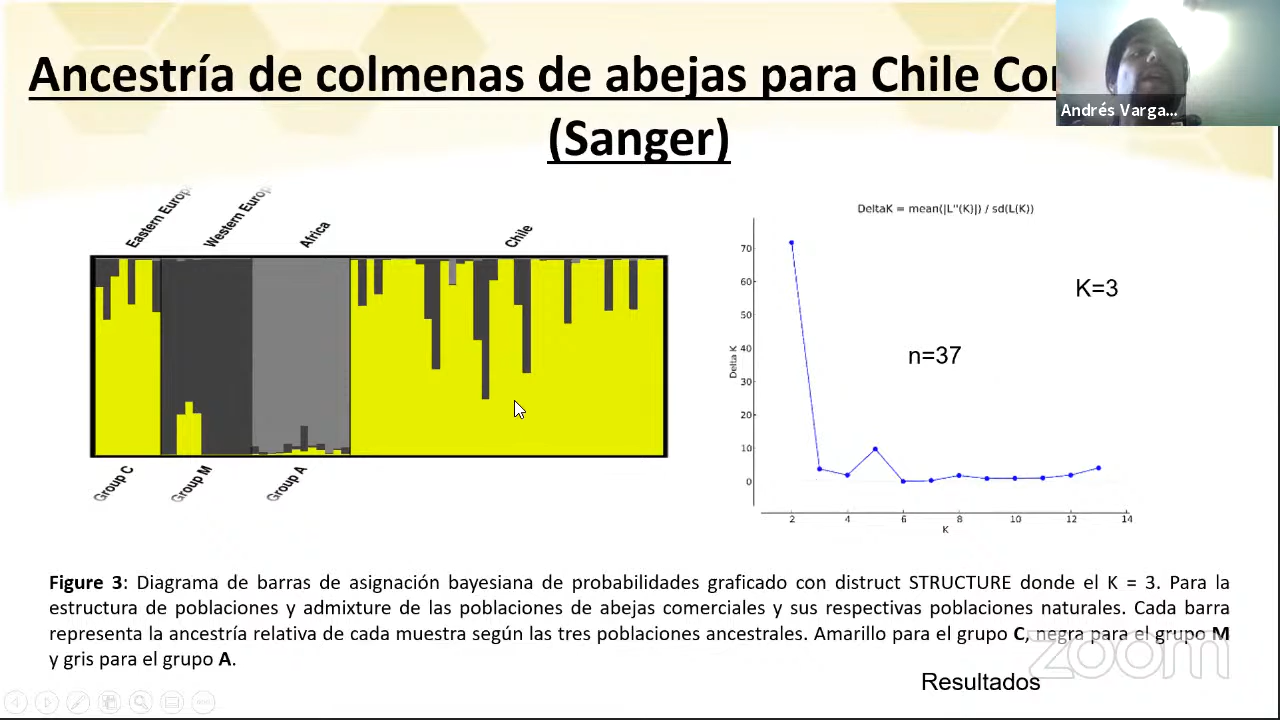 Ancestría de colmenas de abejas para Chile
(Sanger)
Andrés Varga...
Eastern Europ
Western Europ
Africa
Chile
Group C
Group M
Group A
DeltaK = mean(|L''(K)|) / sd(L(K))
Delta K
70
60
50
40
30
20
10
0
2
4
6
8
10
12
14
K
K=3
n=37
Figure 3: Diagrama de barras de asignación bayesiana de probabilidades graficado con distruct STRUCTURE donde el K = 3. Para la
estructura de poblaciones y admixture de las poblaciones de abejas comerciales y sus respectivas poblaciones naturales. Cada barra
representa la ancestría relativa de cada muestra según las tres poblaciones ancestrales. Amarillo para el grupo C, negra para el grupo M
y gris para el grupo A.
zoom
Resultados